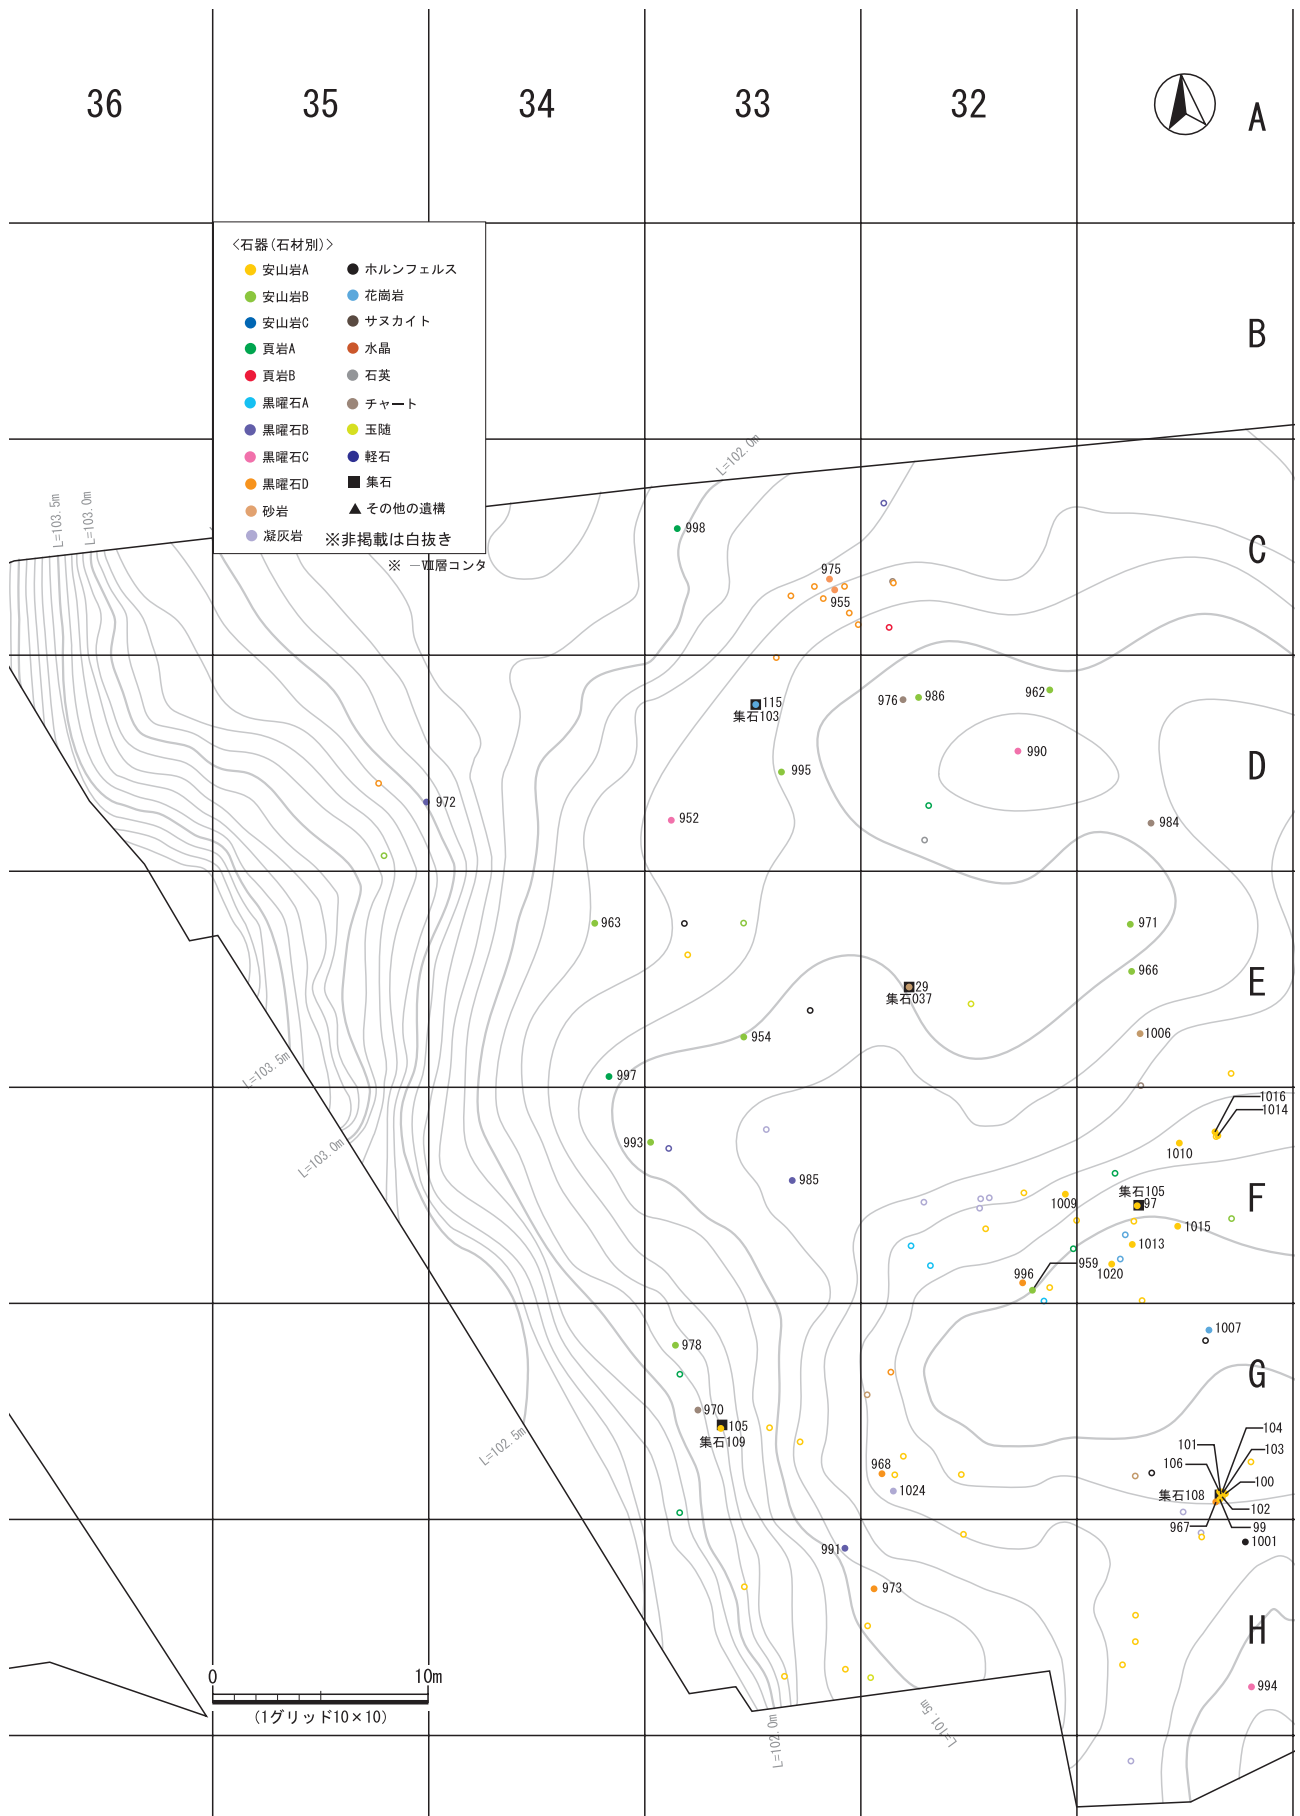 36
35
34
33
32
A
B
C
D
E
F
G
H
〈石器(石材別)〉
安山岩A
安山岩B
安山岩C
頁岩A
頁岩B
黒曜石A
黒曜石B
黒曜石C
黒曜石D
砂岩
凝灰岩
ホルンフェルス
花崗岩
サヌカイト
水晶
石英
チャート
玉随
軽石
集石
その他の遺構
※非掲載は白抜き
※ ーⅦ層コンタ
L=103.5m
L=103.0m
L=102.0m
998
975
955
115
集石103
976
986
962
990
995
952
984
972
963
971
966
29
集石037
1006
954
997
1016
1014
993
1010
985
集石105
97
1009
1015
1013
959
1020
996
L=103.5m
L=103.0m
1007
978
970
105
集石109
L=102.5m
104
101
103
106
968
100
1024
集石108
102
967
99
1001
991
973
994
0
10m
(1グリッド10×10)
L=102.0m
L=101.5m